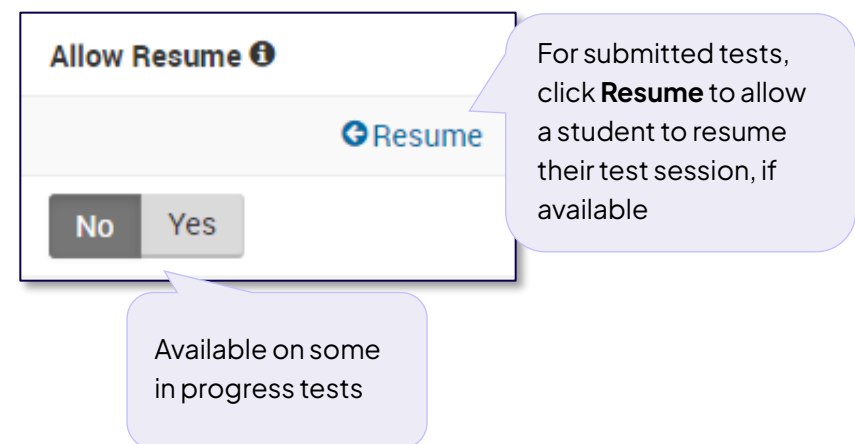 Allow Resume
Resume
No Yes
For submitted tests,
click Resume to allow
a student to resume
their test session, if
available
Available on some
in progress tests